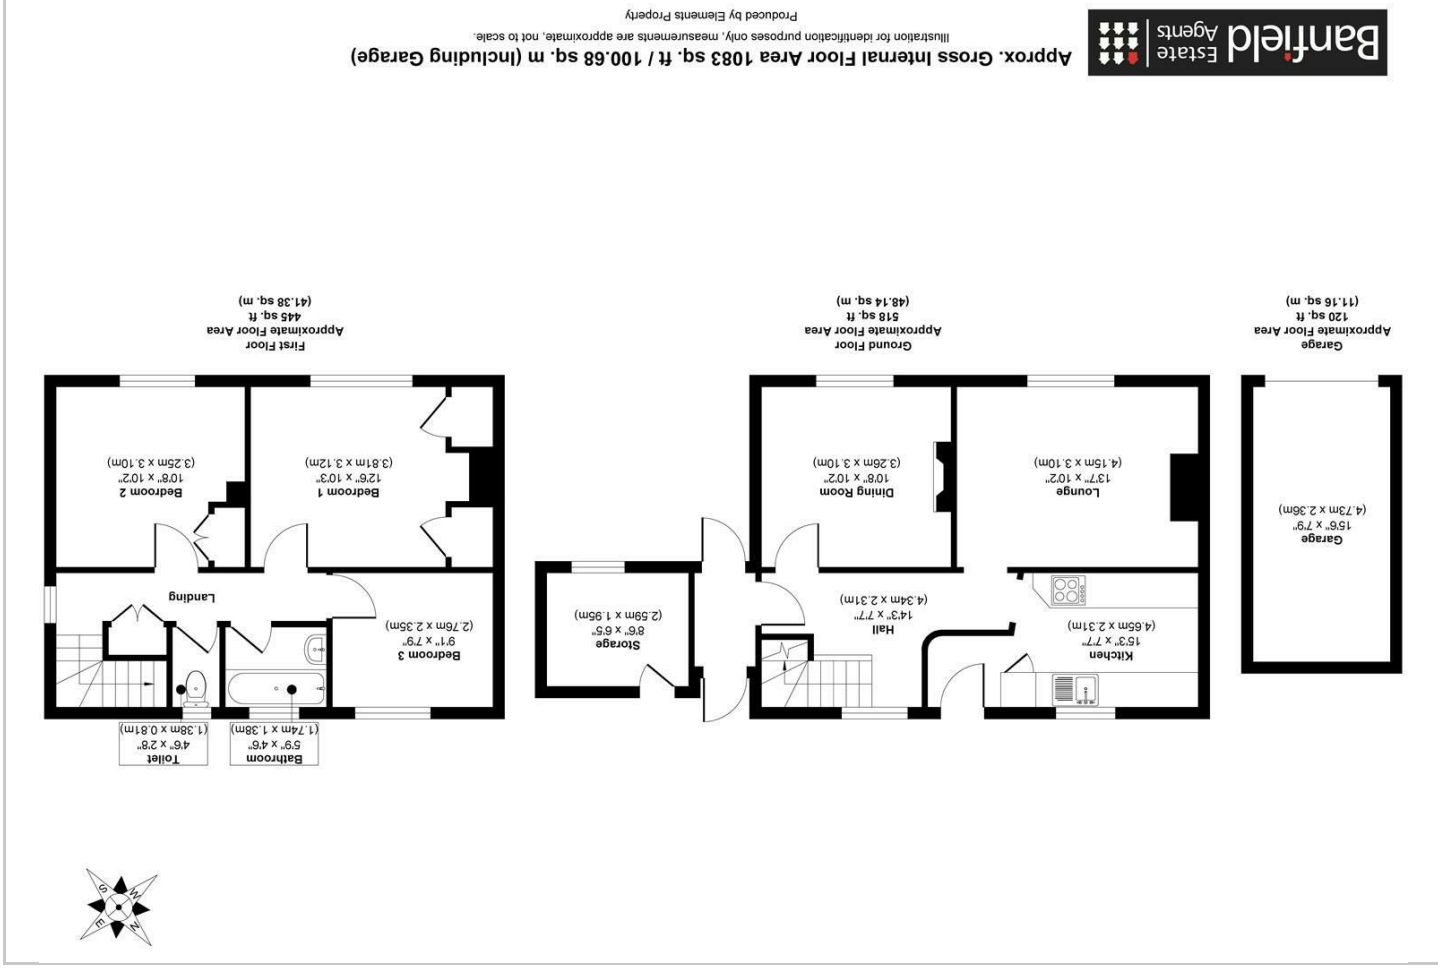 N
E
S
W
Garage
15'6" x 7'9"
(4.73m x 2.36m)
Garage
Approximate Floor Area
120 sq. ft
(11.16 sq. m)
Kitchen
15'3" x 7'7"
(4.65m x 2.31m)
Hall
14'3" x 7'7"
(4.34m x 2.31m)
Storage
8'6" x 6'5"
(2.59m x 1.95m)
Lounge
13'7" x 10'2"
(4.15m x 3.10m)
Dining Room
10'8" x 10'2"
(3.26m x 3.10m)
Ground Floor
Approximate Floor Area
518 sq. ft
(48.14 sq. m)
Bathroom
5'9" x 4'6"
(1.74m x 1.38m)
Toilet
4'6" x 2'8"
(1.38m x 0.81m)
Bedroom 3
9'1" x 7'9"
(2.76m x 2.35m)
Landing
Bedroom 1
12'6" x 10'3"
(3.81m x 3.12m)
Bedroom 2
10'8" x 10'2"
(3.25m x 3.10m)
First Floor
Approximate Floor Area
445 sq. ft
(41.38 sq. m)
Banfield
Estate
Agents
Approx. Gross Internal Floor Area 1083 sq. ft / 100.68 sq. m (Including Garage)
Illustration for identification purposes only, measurements are approximate, not to scale.
Produced by Elements Property